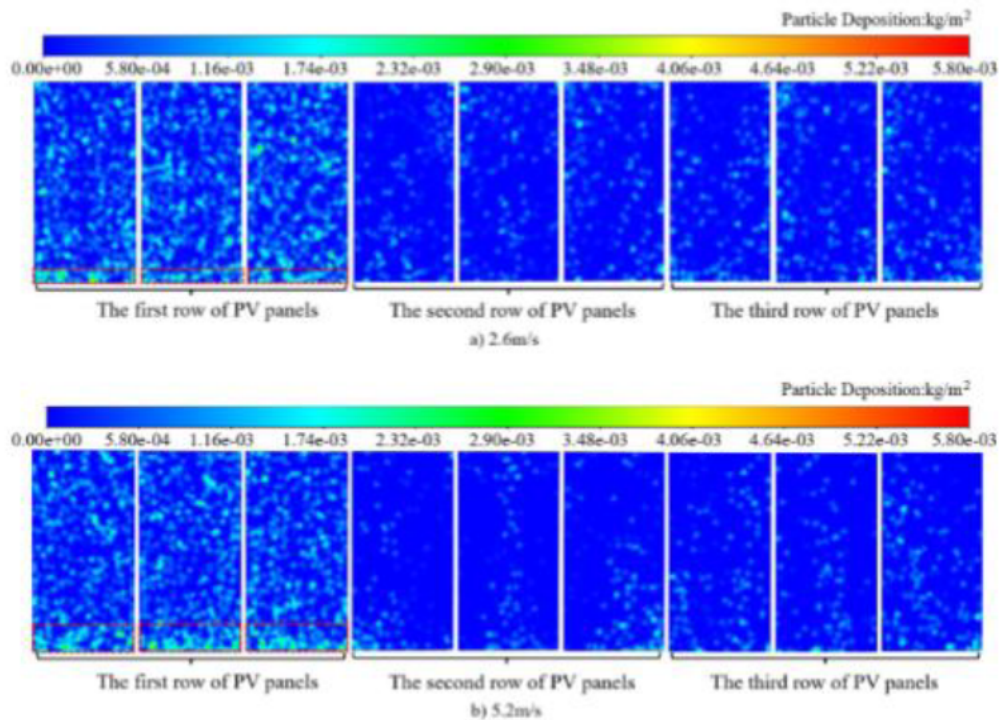 Particle Deposition:kg/m²
0.00e+00 5.80e-04 1.16e-03 1.74e-03 2.32e-03 2.90e-03 3.48e-03 4.06e-03 4.64e-03 5.22e-03 5.80e-03
The first row of PV panels The second row of PV panels The third row of PV panels
a) 2.6m/s
Particle Deposition:kg/m²
0.00e+00 5.80e-04 1.16e-03 1.74e-03 2.32e-03 2.90e-03 3.48e-03 4.06e-03 4.64e-03 5.22e-03 5.80e-03
The first row of PV panels The second row of PV panels The third row of PV panels
b) 5.2m/s